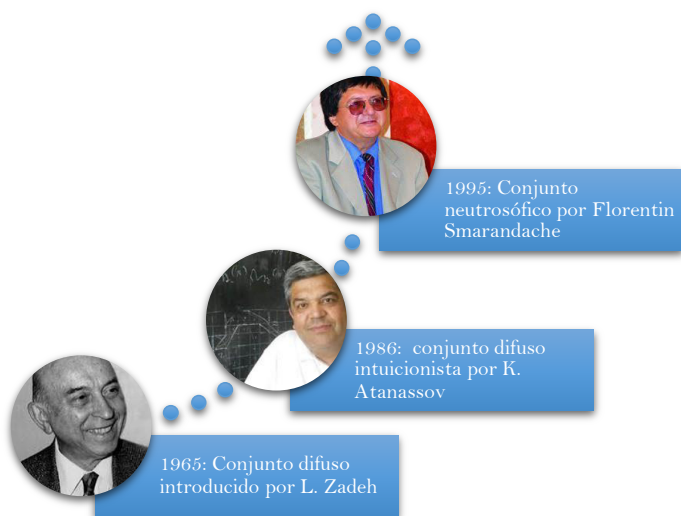 1995: Conjunto
neutrosófico por Florentin
Smarandache
1986:  conjunto difuso
intuicionista por K.
Atanassov
1965: Conjunto difuso
introducido por L. Zadeh